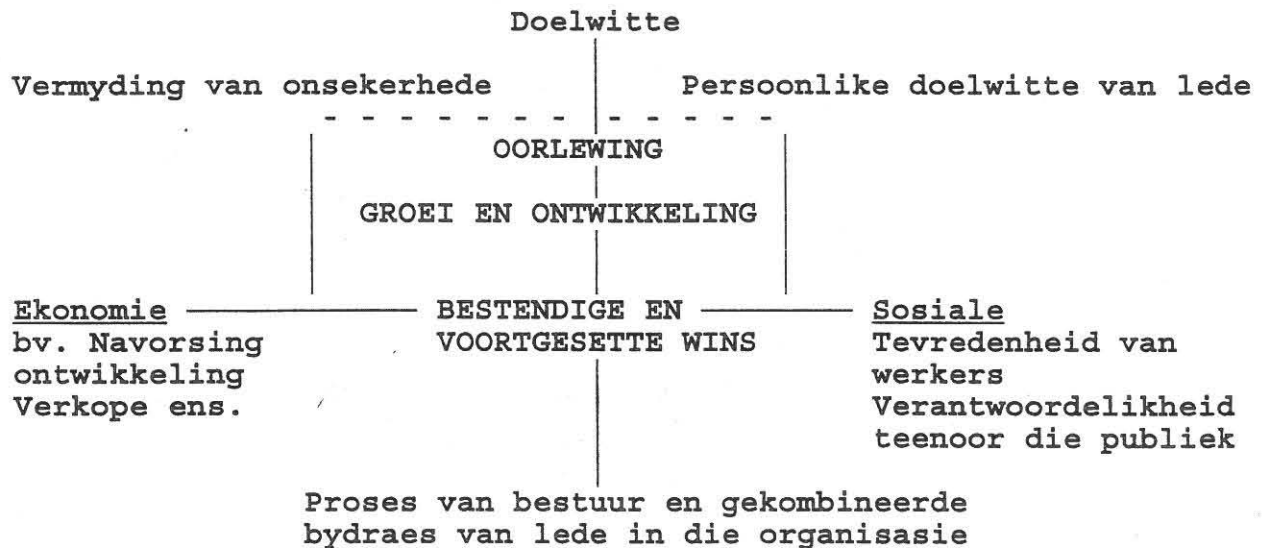 Doelwitte
Vermyding van onsekerhede Persoonlike doelwitte van lede
OORLEWING
GROEI EN ONTWIKKELING
Ekonomie BESTENDIGE EN Sosiale
bv. Navorsing VOORTGESETTE WINS Tevredenheid van
ontwikkeling werkers
Verkope ens. Verantwoordelikheid
teenoor die publiek
Proses van bestuur en gekombineerde
bydraes van lede in die organisasie